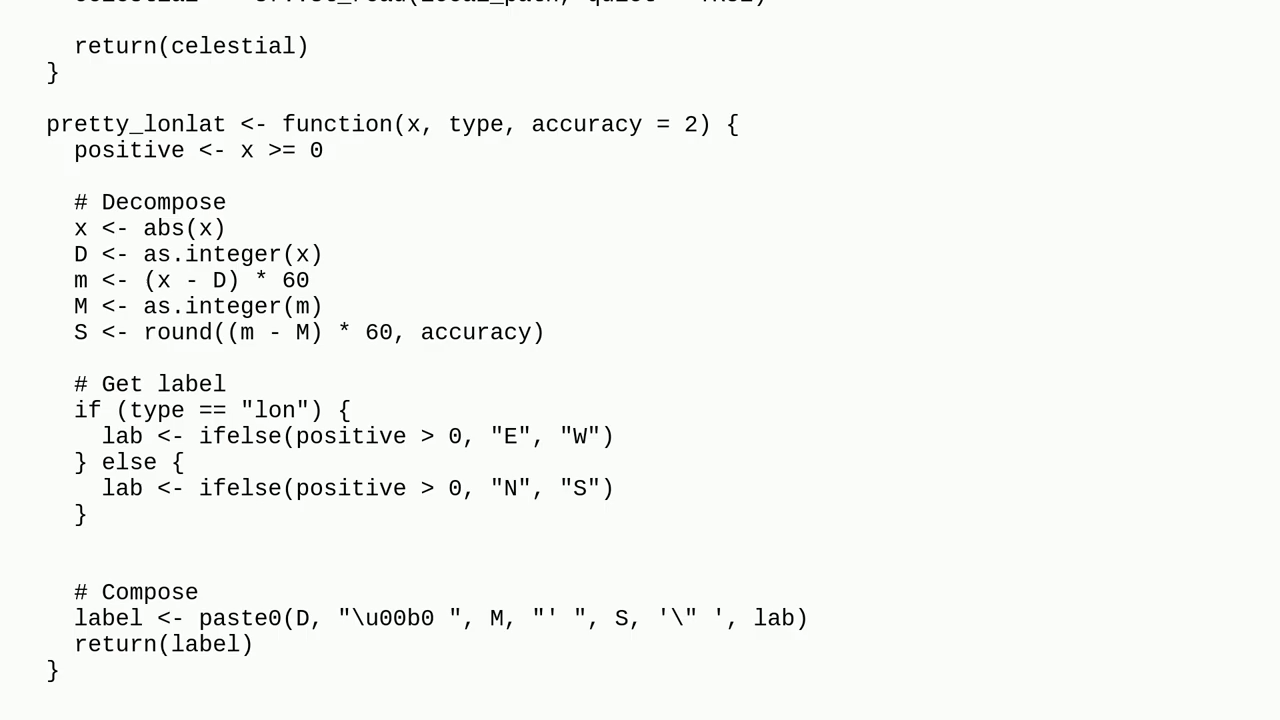 return(celestial)
}
pretty_lonlat <- function(x, type, accuracy = 2) {
  positive <- x >= 0
  # Decompose
  x <- abs(x)
  D <- as.integer(x)
  m <- (x - D) * 60
  M <- as.integer(m)
  S <- round((m - M) * 60, accuracy)
  # Get label
  if (type == "lon") {
    lab <- ifelse(positive > 0, "E", "W")
  } else {
    lab <- ifelse(positive > 0, "N", "S")
  }
  # Compose
  label <- paste0(D, "\u00b0 ", M, "' ", S, '\" ', lab)
  return(label)
}